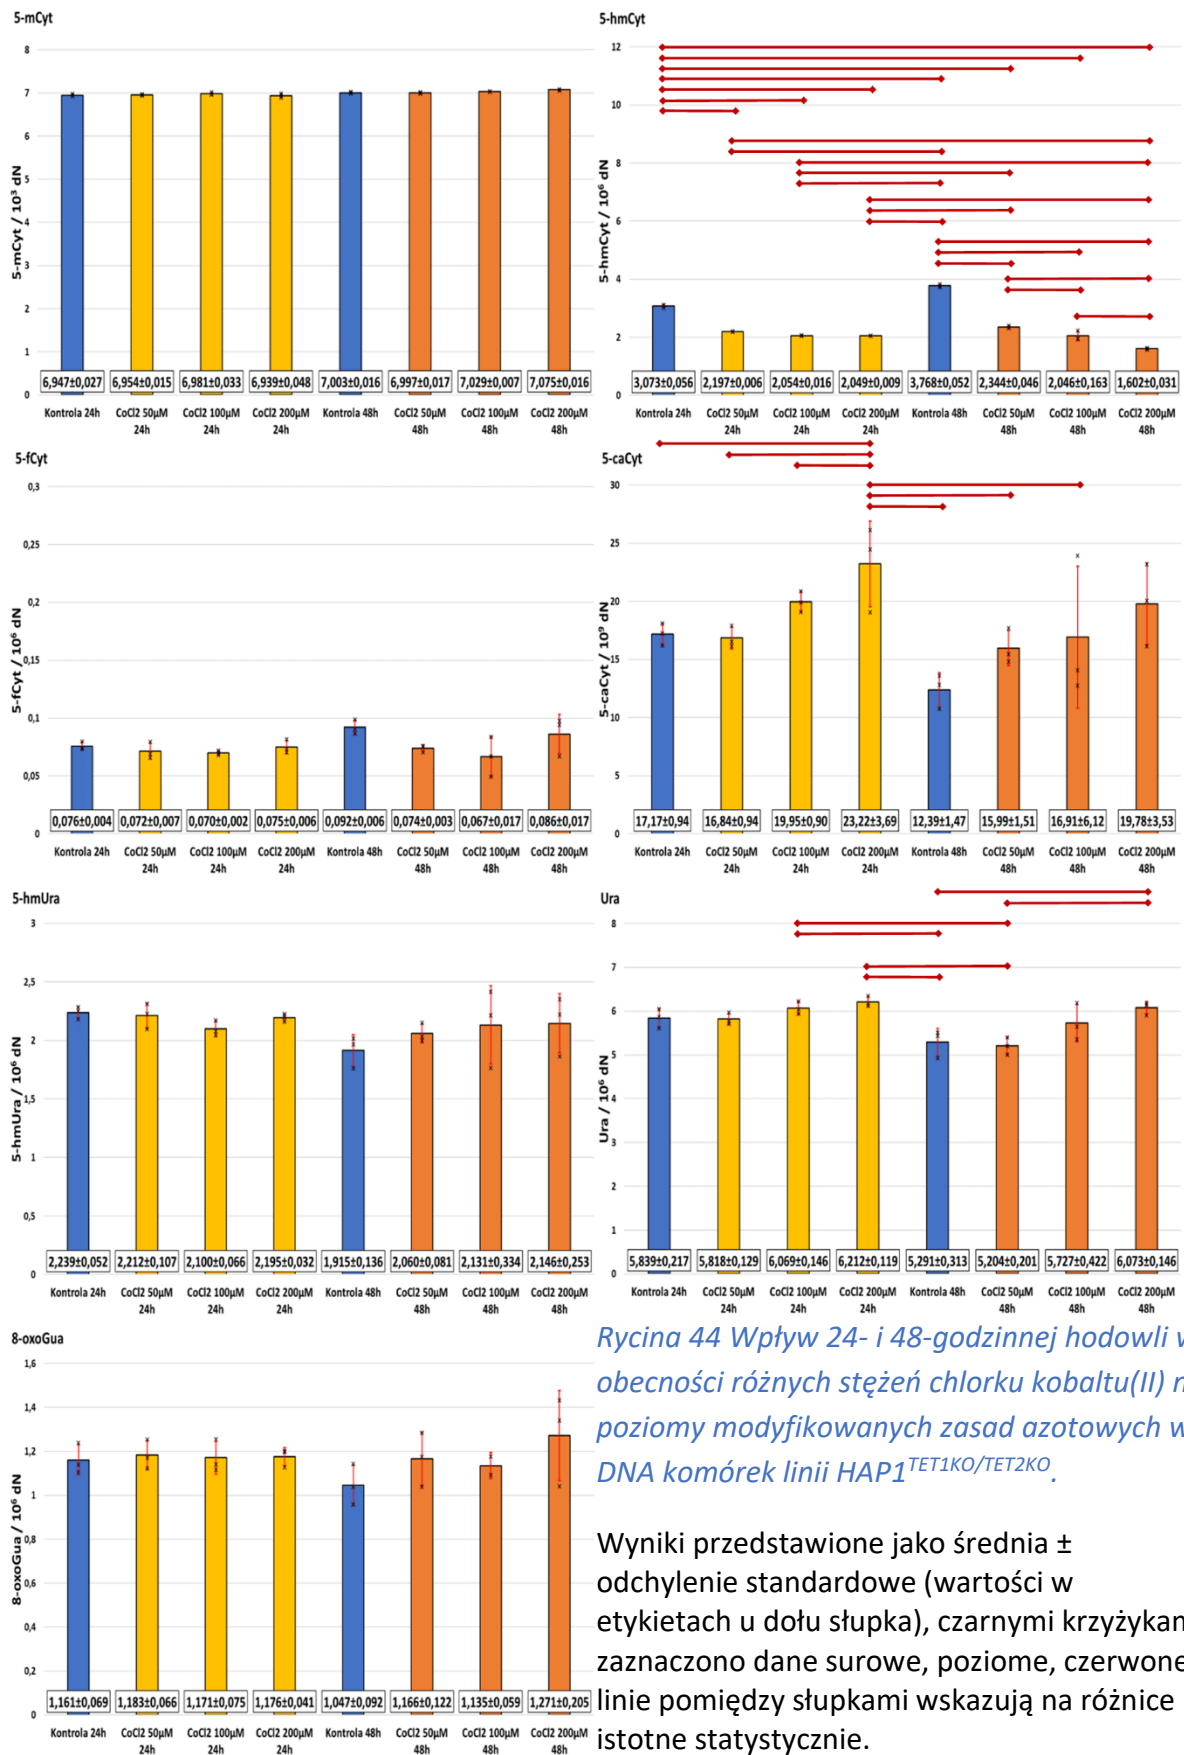 5-mCyt
8
7
6
5
4
3
2
1
0
5-mCyt / 10³ dN
6,947±0,027 6,954±0,015 6,981±0,033 6,939±0,048 7,003±0,016 6,997±0,017 7,029±0,007 7,075±0,016
Kontrola 24h CoCl2 50µM 24h CoCl2 100µM 24h CoCl2 200µM 24h Kontrola 48h CoCl2 50µM 48h CoCl2 100µM 48h CoCl2 200µM 48h
5-hmCyt
12
10
8
6
4
2
0
5-hmCyt / 10⁶ dN
3,073±0,056 2,197±0,006 2,054±0,016 2,049±0,009 3,768±0,052 2,344±0,046 2,046±0,163 1,602±0,031
Kontrola 24h CoCl2 50µM 24h CoCl2 100µM 24h CoCl2 200µM 24h Kontrola 48h CoCl2 50µM 48h CoCl2 100µM 48h CoCl2 200µM 48h
5-fCyt
0,3
0,25
0,2
0,15
0,1
0,05
0
5-fCyt / 10⁶ dN
0,076±0,004 0,072±0,007 0,070±0,002 0,075±0,006 0,092±0,006 0,074±0,003 0,067±0,017 0,086±0,017
Kontrola 24h CoCl2 50µM 24h CoCl2 100µM 24h CoCl2 200µM 24h Kontrola 48h CoCl2 50µM 48h CoCl2 100µM 48h CoCl2 200µM 48h
5-caCyt
30
25
20
15
10
5
0
5-caCyt / 10⁹ dN
17,17±0,94 16,84±0,94 19,95±0,90 23,22±3,69 12,39±1,47 15,99±1,51 16,91±6,12 19,78±3,53
Kontrola 24h CoCl2 50µM 24h CoCl2 100µM 24h CoCl2 200µM 24h Kontrola 48h CoCl2 50µM 48h CoCl2 100µM 48h CoCl2 200µM 48h
5-hmUra
3
2,5
2
1,5
1
0,5
0
5-hmUra / 10⁶ dN
2,239±0,052 2,212±0,107 2,100±0,066 2,195±0,032 1,915±0,136 2,060±0,081 2,131±0,334 2,146±0,253
Kontrola 24h CoCl2 50µM 24h CoCl2 100µM 24h CoCl2 200µM 24h Kontrola 48h CoCl2 50µM 48h CoCl2 100µM 48h CoCl2 200µM 48h
Ura
8
7
6
5
4
3
2
1
0
Ura / 10⁶ dN
5,839±0,217 5,818±0,129 6,069±0,146 6,212±0,119 5,291±0,313 5,204±0,201 5,727±0,422 6,073±0,146
Kontrola 24h CoCl2 50µM 24h CoCl2 100µM 24h CoCl2 200µM 24h Kontrola 48h CoCl2 50µM 48h CoCl2 100µM 48h CoCl2 200µM 48h
8-oxoGua
1,6
1,4
1,2
1
0,8
0,6
0,4
0,2
0
8-oxoGua / 10⁶ dN
1,161±0,069 1,183±0,066 1,171±0,075 1,176±0,041 1,047±0,092 1,166±0,122 1,135±0,059 1,271±0,205
Kontrola 24h CoCl2 50µM 24h CoCl2 100µM 24h CoCl2 200µM 24h Kontrola 48h CoCl2 50µM 48h CoCl2 100µM 48h CoCl2 200µM 48h
Rycina 44 Wpływ 24- i 48-godzinnej hodowli w
obecności różnych stężeń chlorku kobaltu(II) n
poziomy modyfikowanych zasad azotowych w
DNA komórek linii HAP1^TET1KO/TET2KO.
Wyniki przedstawione jako średnia ±
odchylenie standardowe (wartości w
etykietach u dołu słupka), czarnymi krzyżykam
zaznaczono dane surowe, poziome, czerwone
linie pomiędzy słupkami wskazują na różnice
istotne statystycznie.